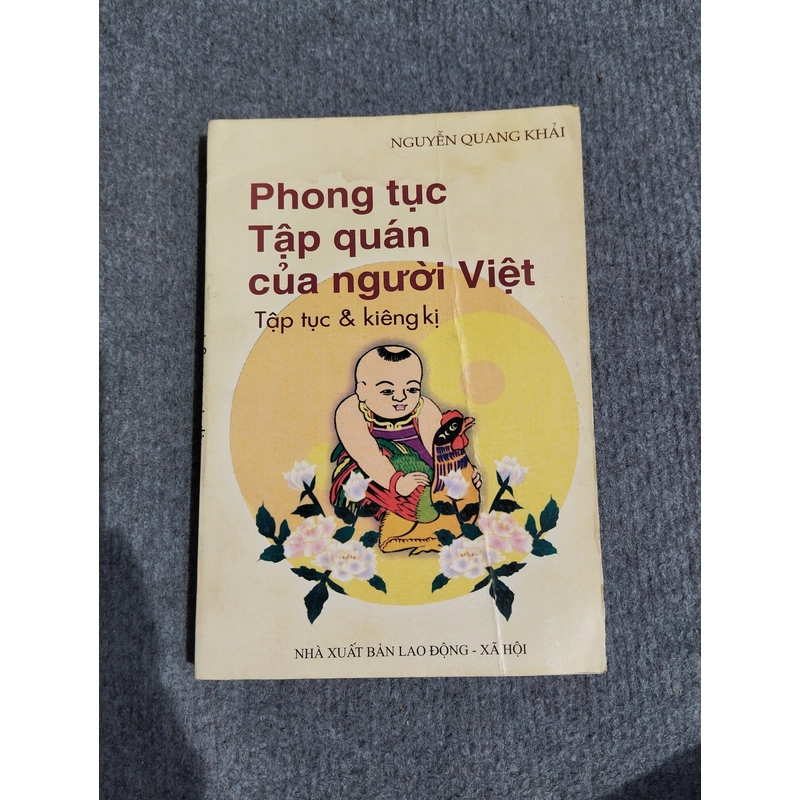 NGUYỄN QUANG KHẢI
Phong tục
Tập quán
của người Việt
Tập tục & kiêng kị
NHÀ XUẤT BẢN LAO ĐỘNG - XÃ HỘI